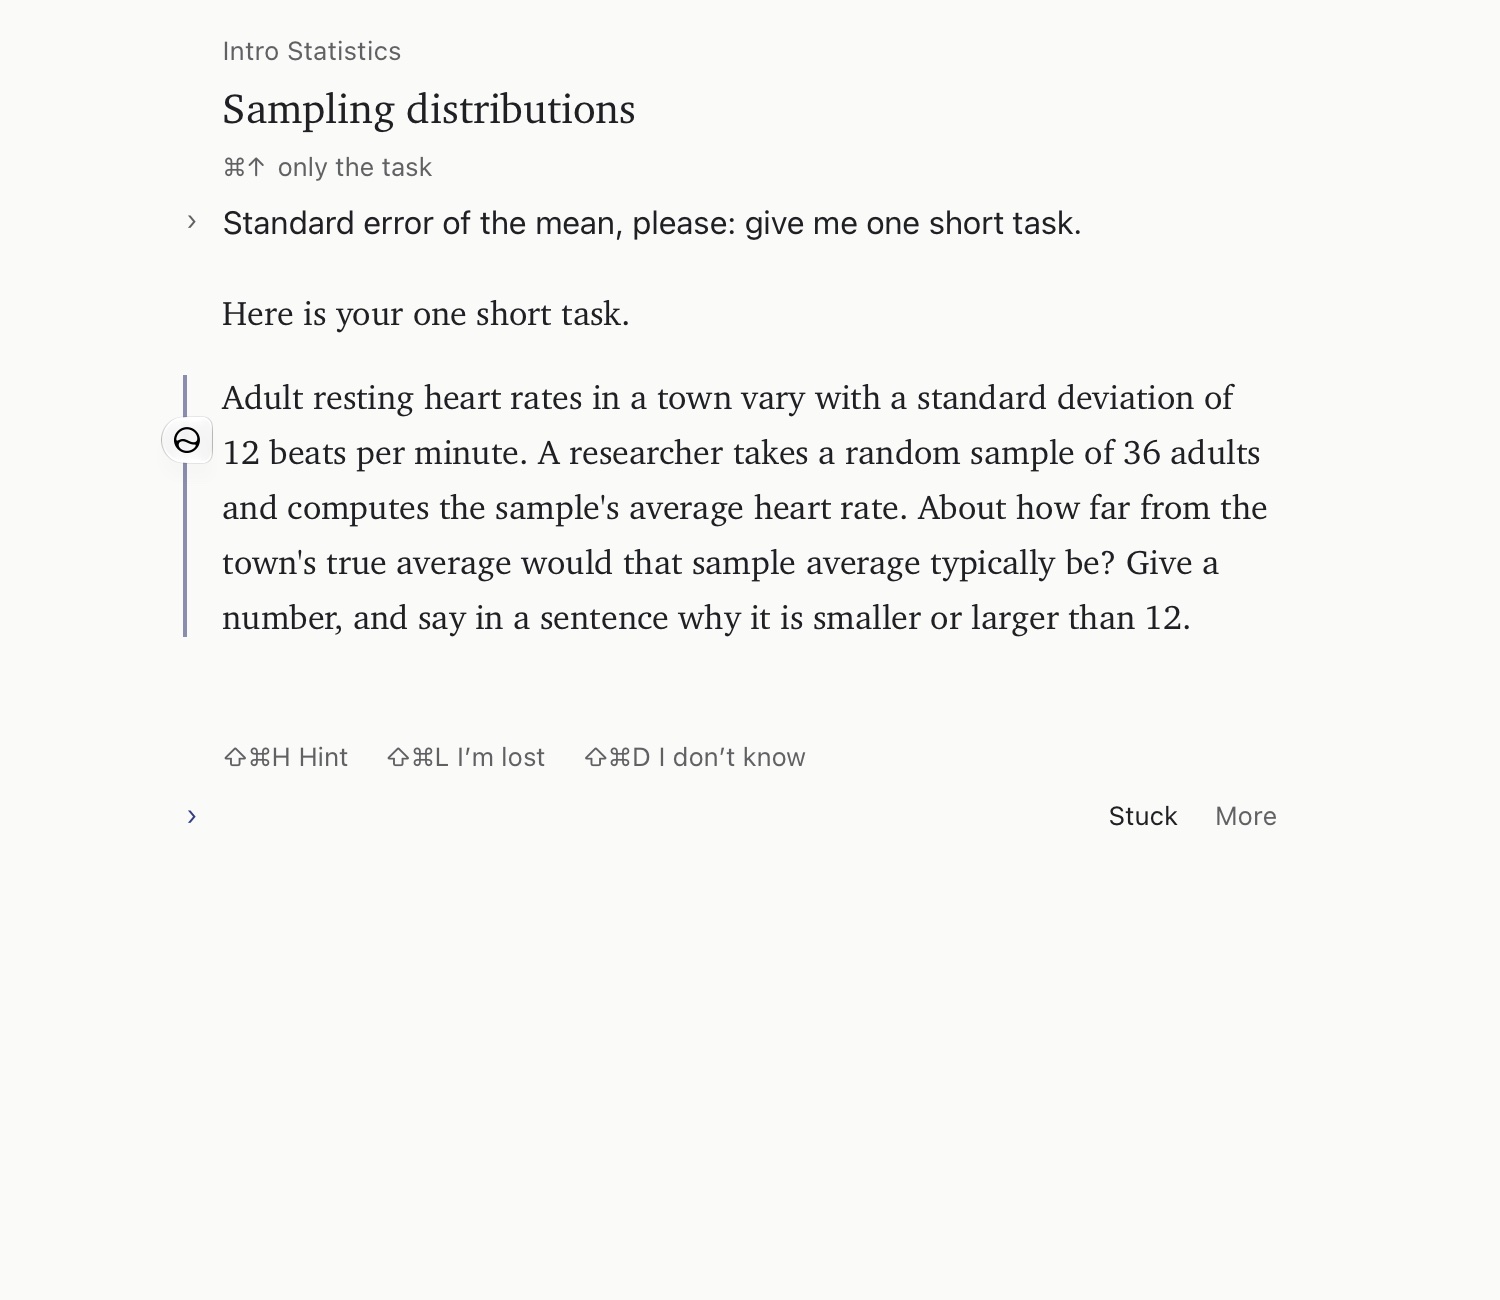 Intro Statistics
Sampling distributions
⌘↑ only the task
› Standard error of the mean, please: give me one short task.
Here is your one short task.
Adult resting heart rates in a town vary with a standard deviation of
12 beats per minute. A researcher takes a random sample of 36 adults
and computes the sample's average heart rate. About how far from the
town's true average would that sample average typically be? Give a
number, and say in a sentence why it is smaller or larger than 12.
⇧⌘H Hint ⇧⌘L I’m lost ⇧⌘D I don’t know
› Stuck More